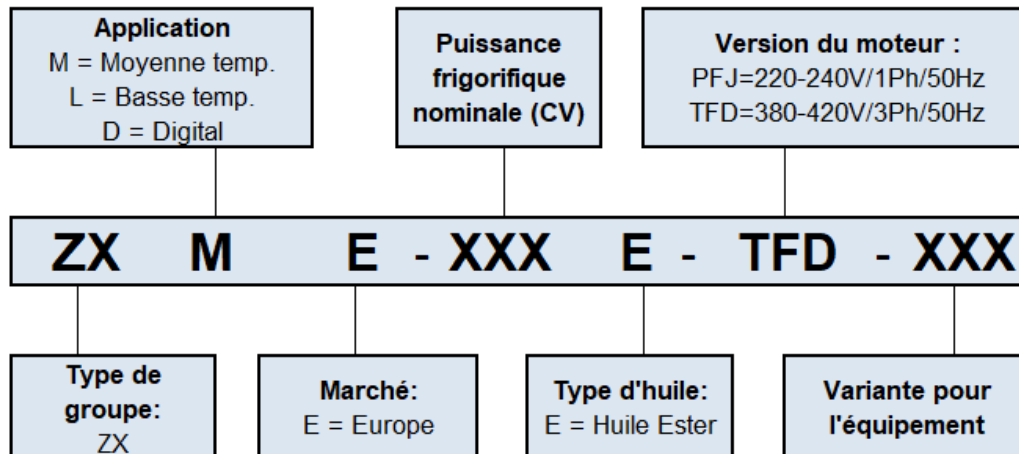 Application
M = Moyenne temp.
L = Basse temp.
D = Digital
Puissance
frigorifique
nominale (CV)
Version du moteur :
PFJ=220-240V/1Ph/50Hz
TFD=380-420V/3Ph/50Hz
ZX M E - XXX E - TFD - XXX
Type de
groupe:
ZX
Marché:
E = Europe
Type d'huile:
E = Huile Ester
Variante pour
l'équipement